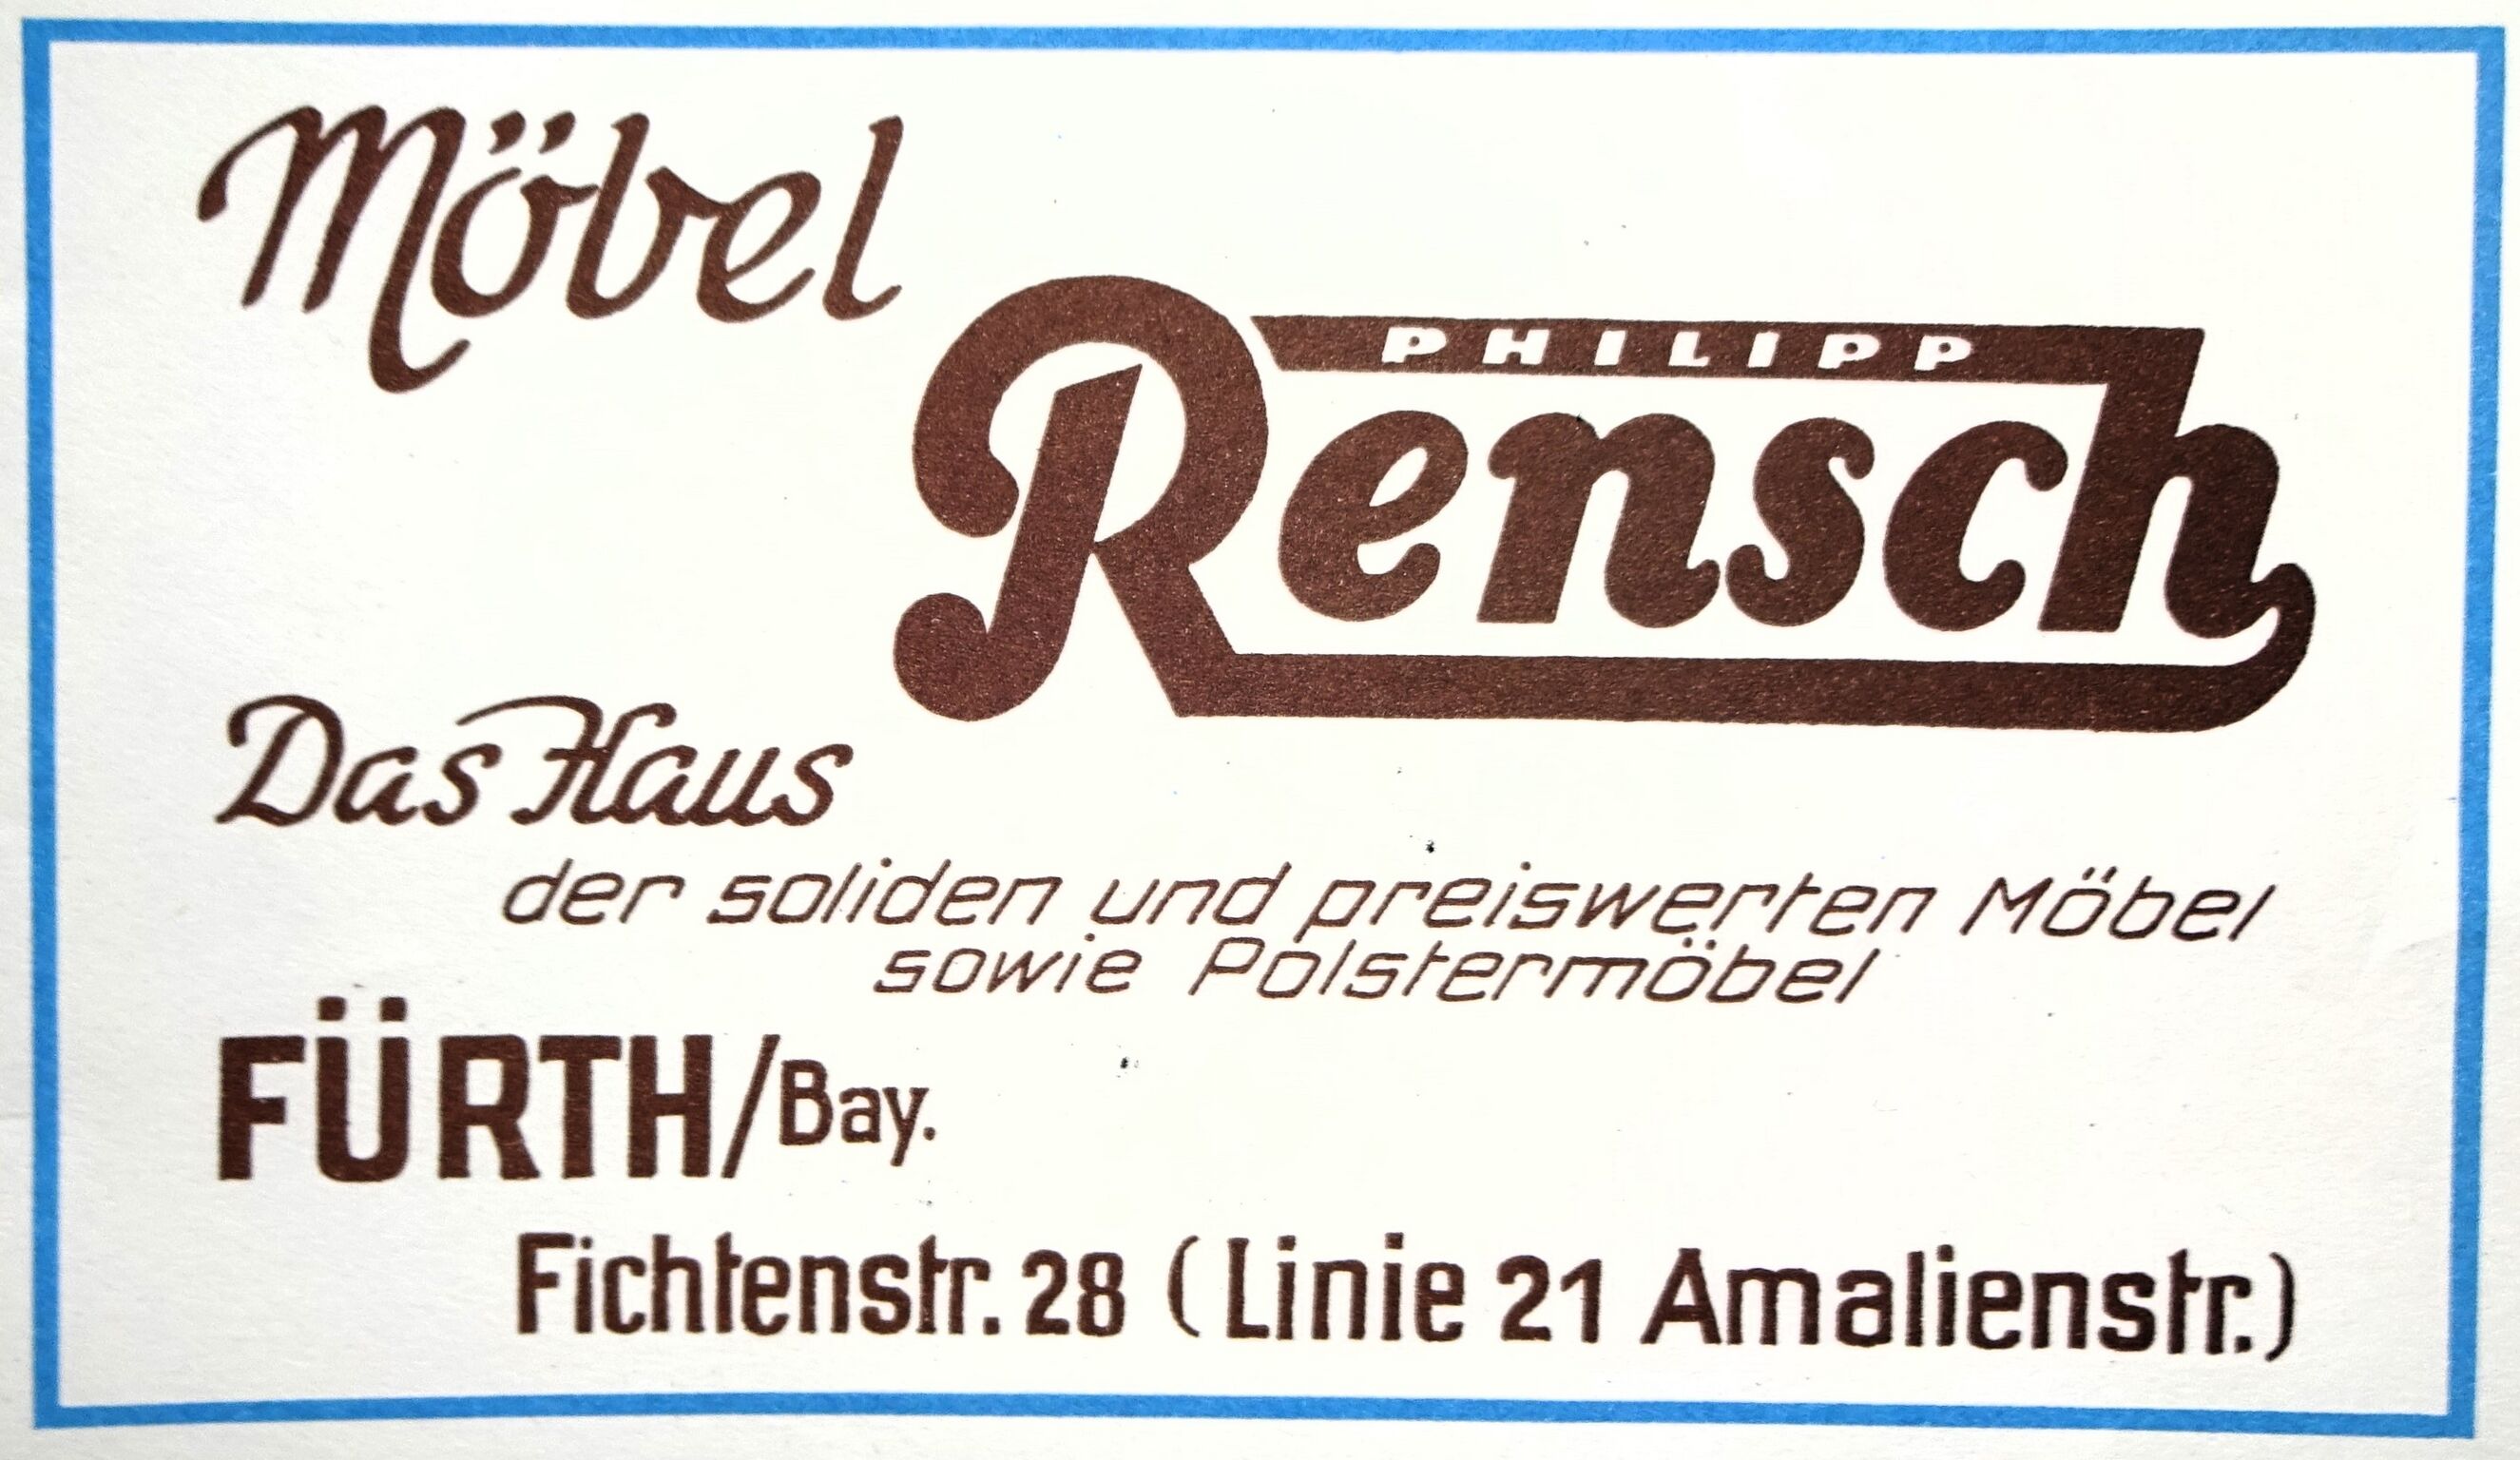 Möbel
PHILIPP
Rensch
Das Haus
der soliden und preiswerten Möbel
sowie Polstermöbel
FÜRTH/Bay.
Fichtenstr. 28 (Linie 21 Amalienstr.)